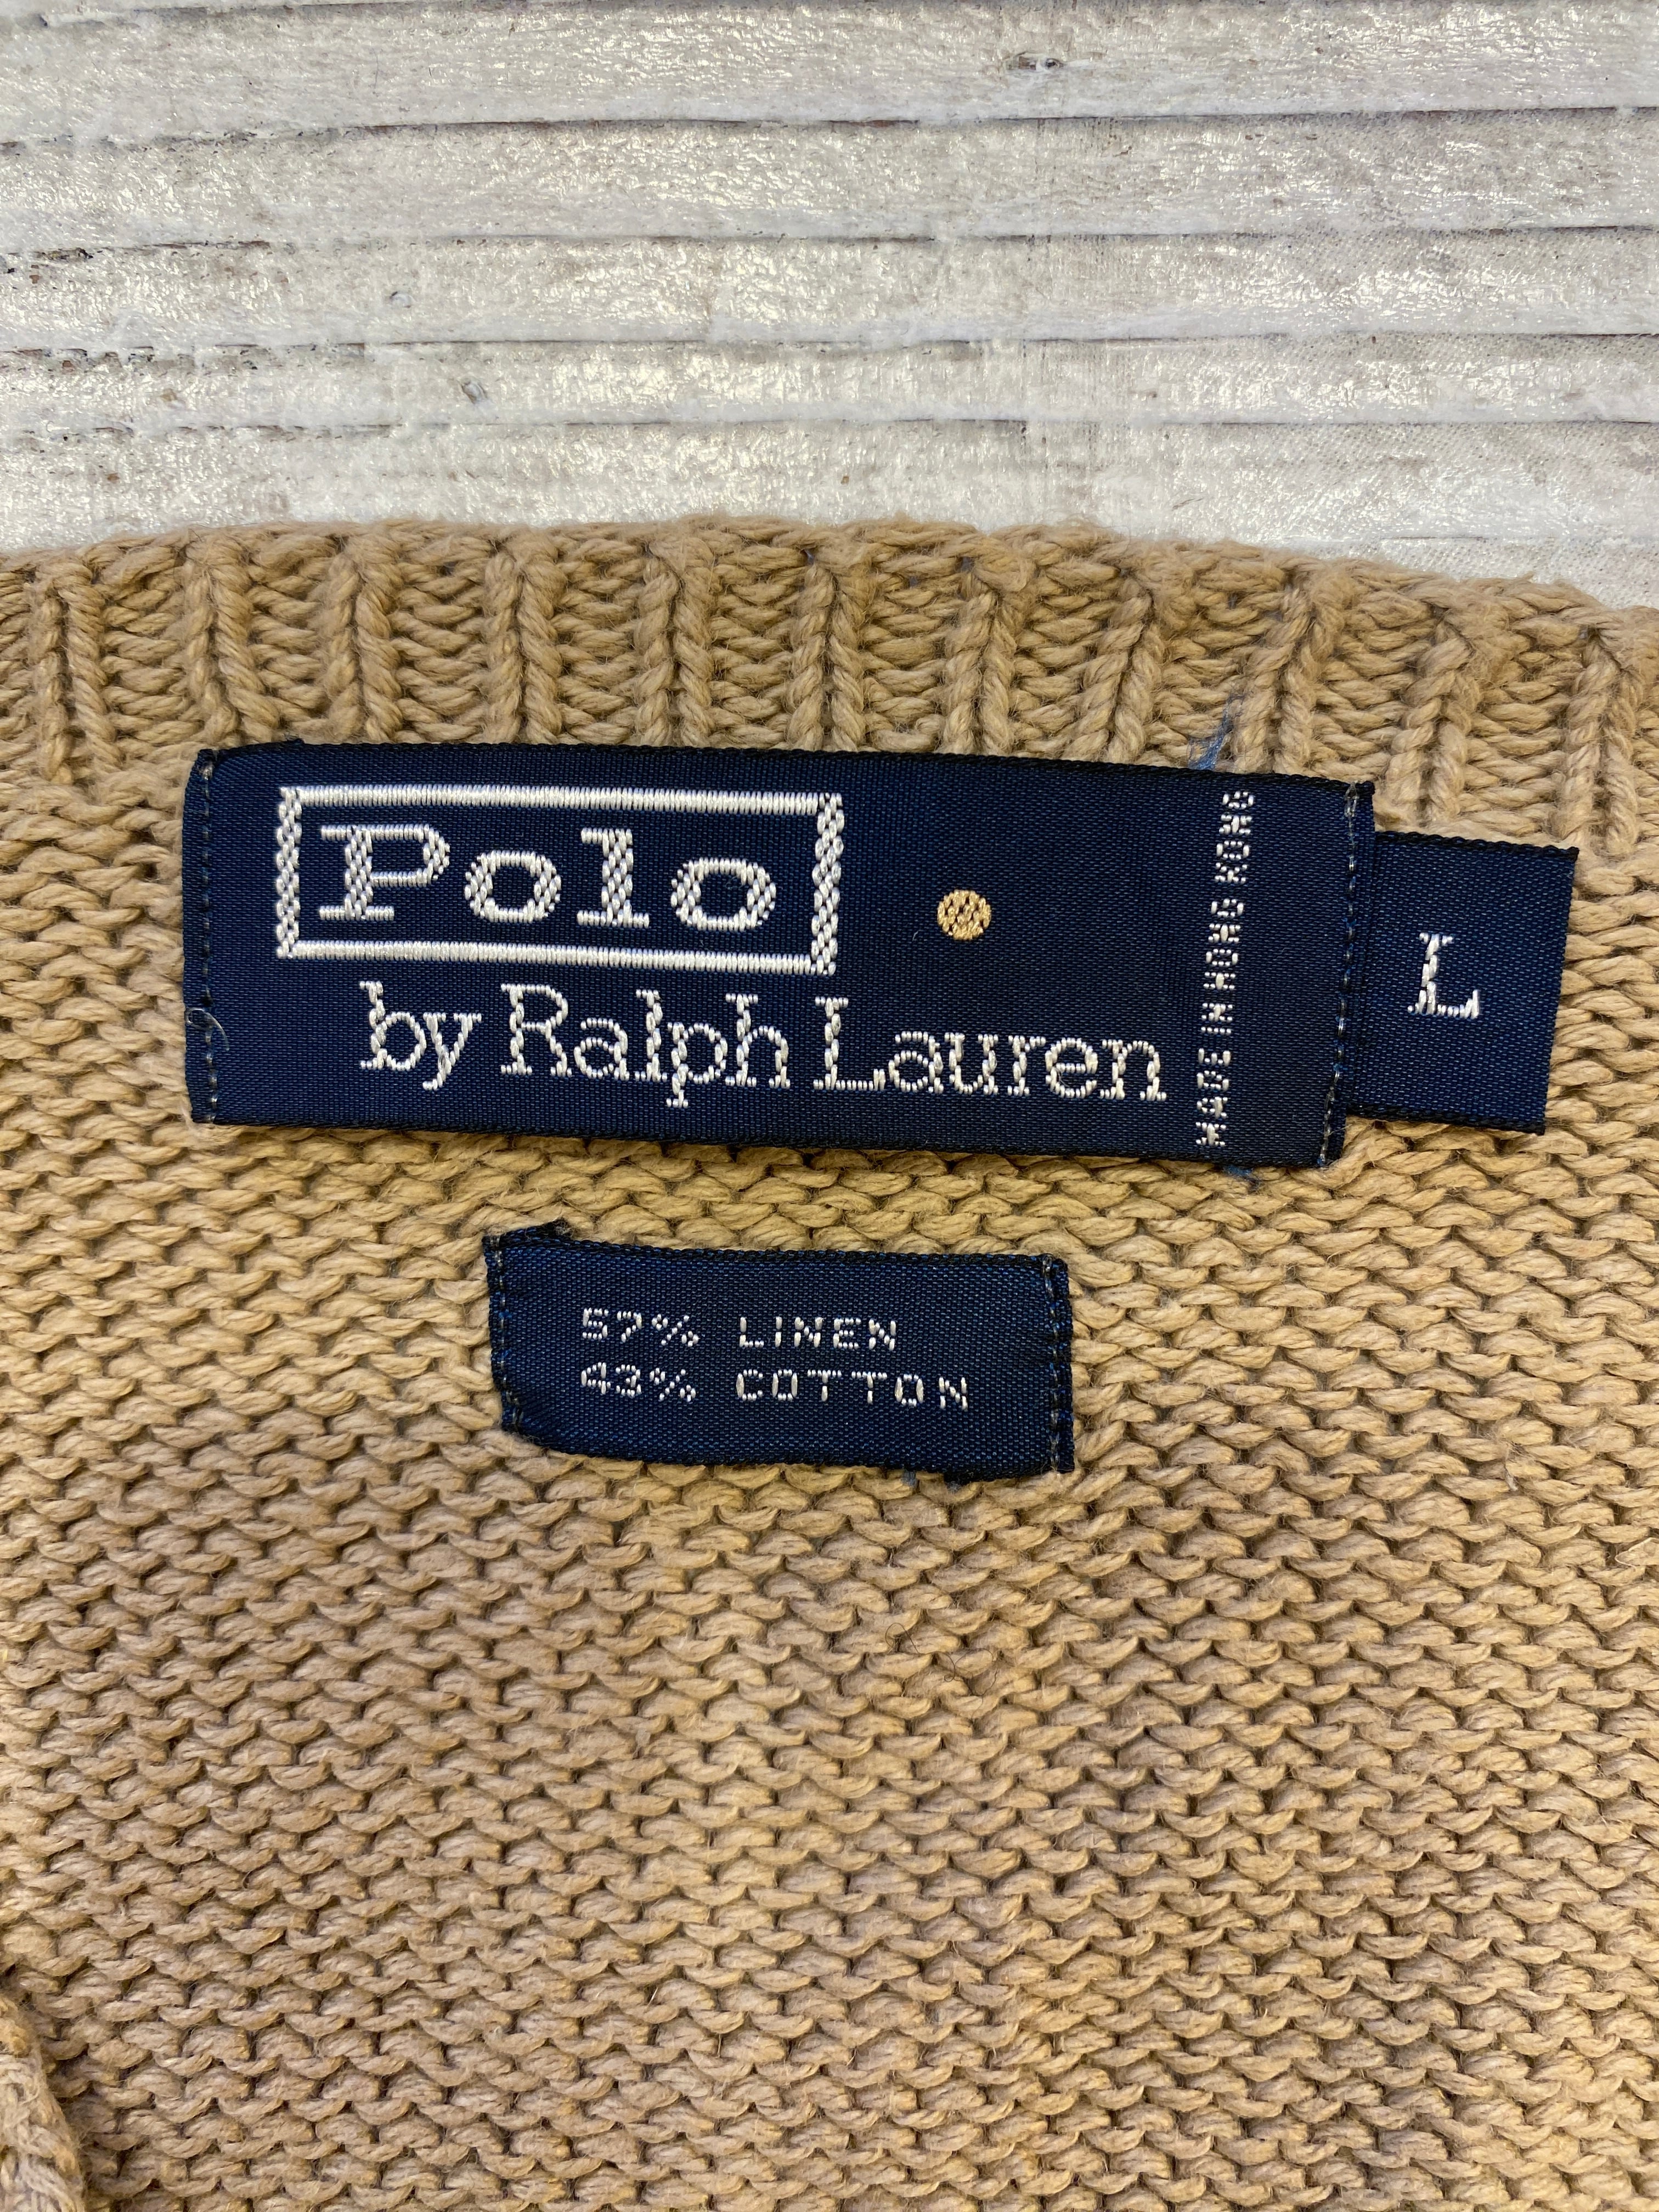 Polo
by Ralph Lauren
MADE IN HONG KONG
L
57% LINEN
43% COTTON